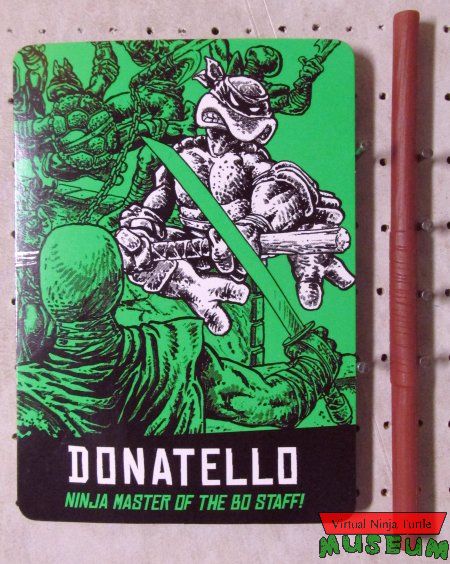 DONATELLO
NINJA MASTER OF THE BO STAFF!
Virtual Ninja Turtle
MUSEUM